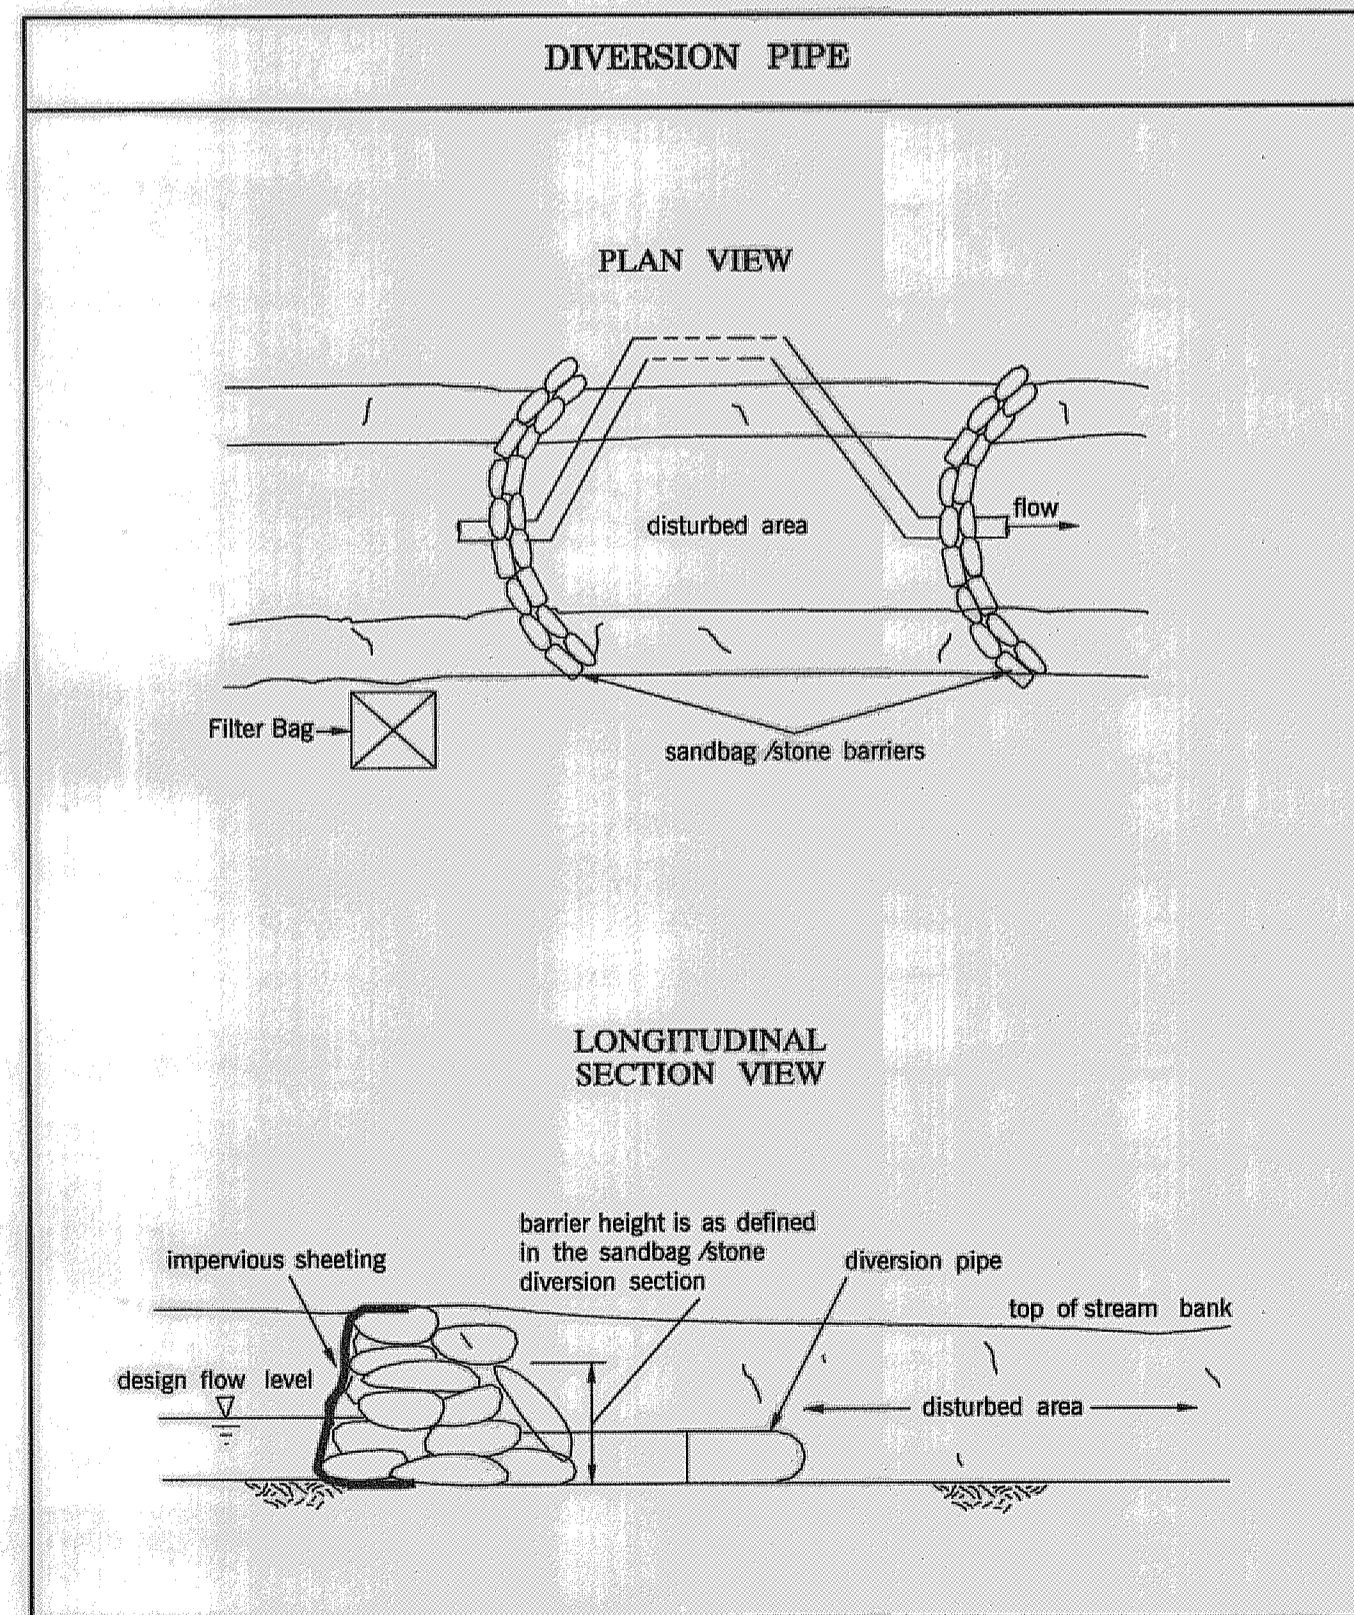 DIVERSION PIPE
PLAN VIEW
flow
disturbed area
Filter Bag
sandbag/stone barriers
LONGITUDINAL
SECTION VIEW
barrier height is as defined
in the sandbag/stone
diversion section
impervious sheeting
diversion pipe
top of stream bank
design flow level
disturbed area